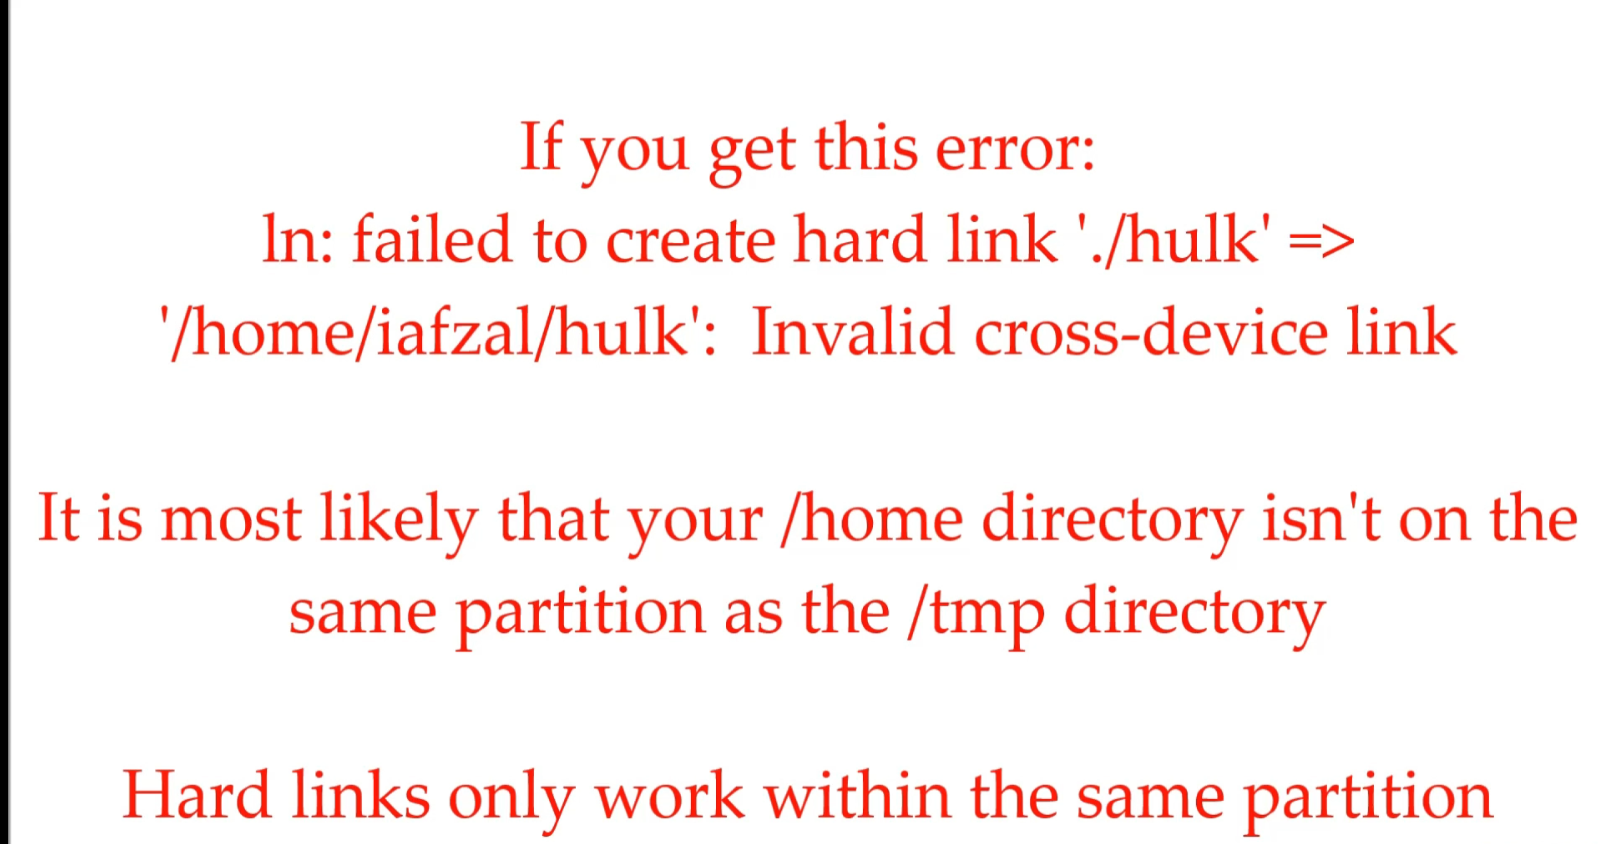 If you get this error:
ln: failed to create hard link './hulk' =>
'/home/iafzal/hulk': Invalid cross-device link
It is most likely that your /home directory isn't on the
same partition as the /tmp directory
Hard links only work within the same partition